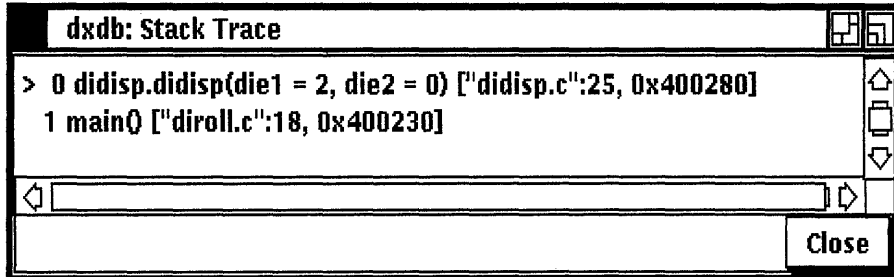 dxdb: Stack Trace
> 0 didisp.didisp(die1 = 2, die2 = 0) ["didisp.c":25, 0x400280]
1 main() ["diroll.c":18, 0x400230]
Close